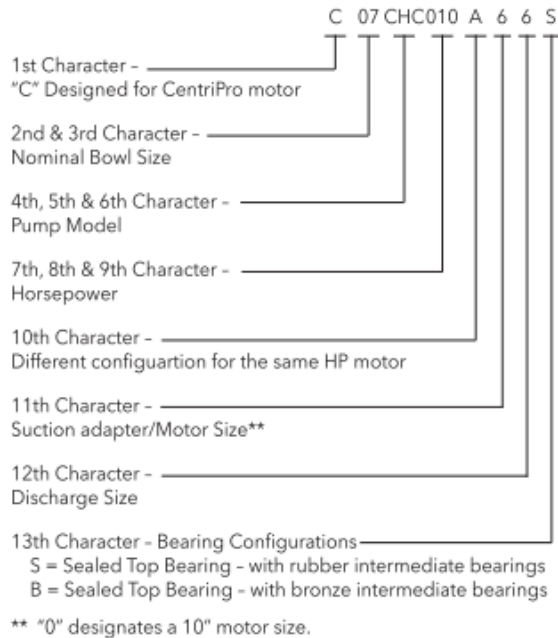 C 07 CHC010 A 6 6 S
1st Character –
"C" Designed for CentriPro motor
2nd & 3rd Character –
Nominal Bowl Size
4th, 5th & 6th Character –
Pump Model
7th, 8th & 9th Character –
Horsepower
10th Character –
Different configuartion for the same HP motor
11th Character –
Suction adapter/Motor Size**
12th Character –
Discharge Size
13th Character – Bearing Configurations
S = Sealed Top Bearing – with rubber intermediate bearings
B = Sealed Top Bearing – with bronze intermediate bearings
** "0" designates a 10" motor size.